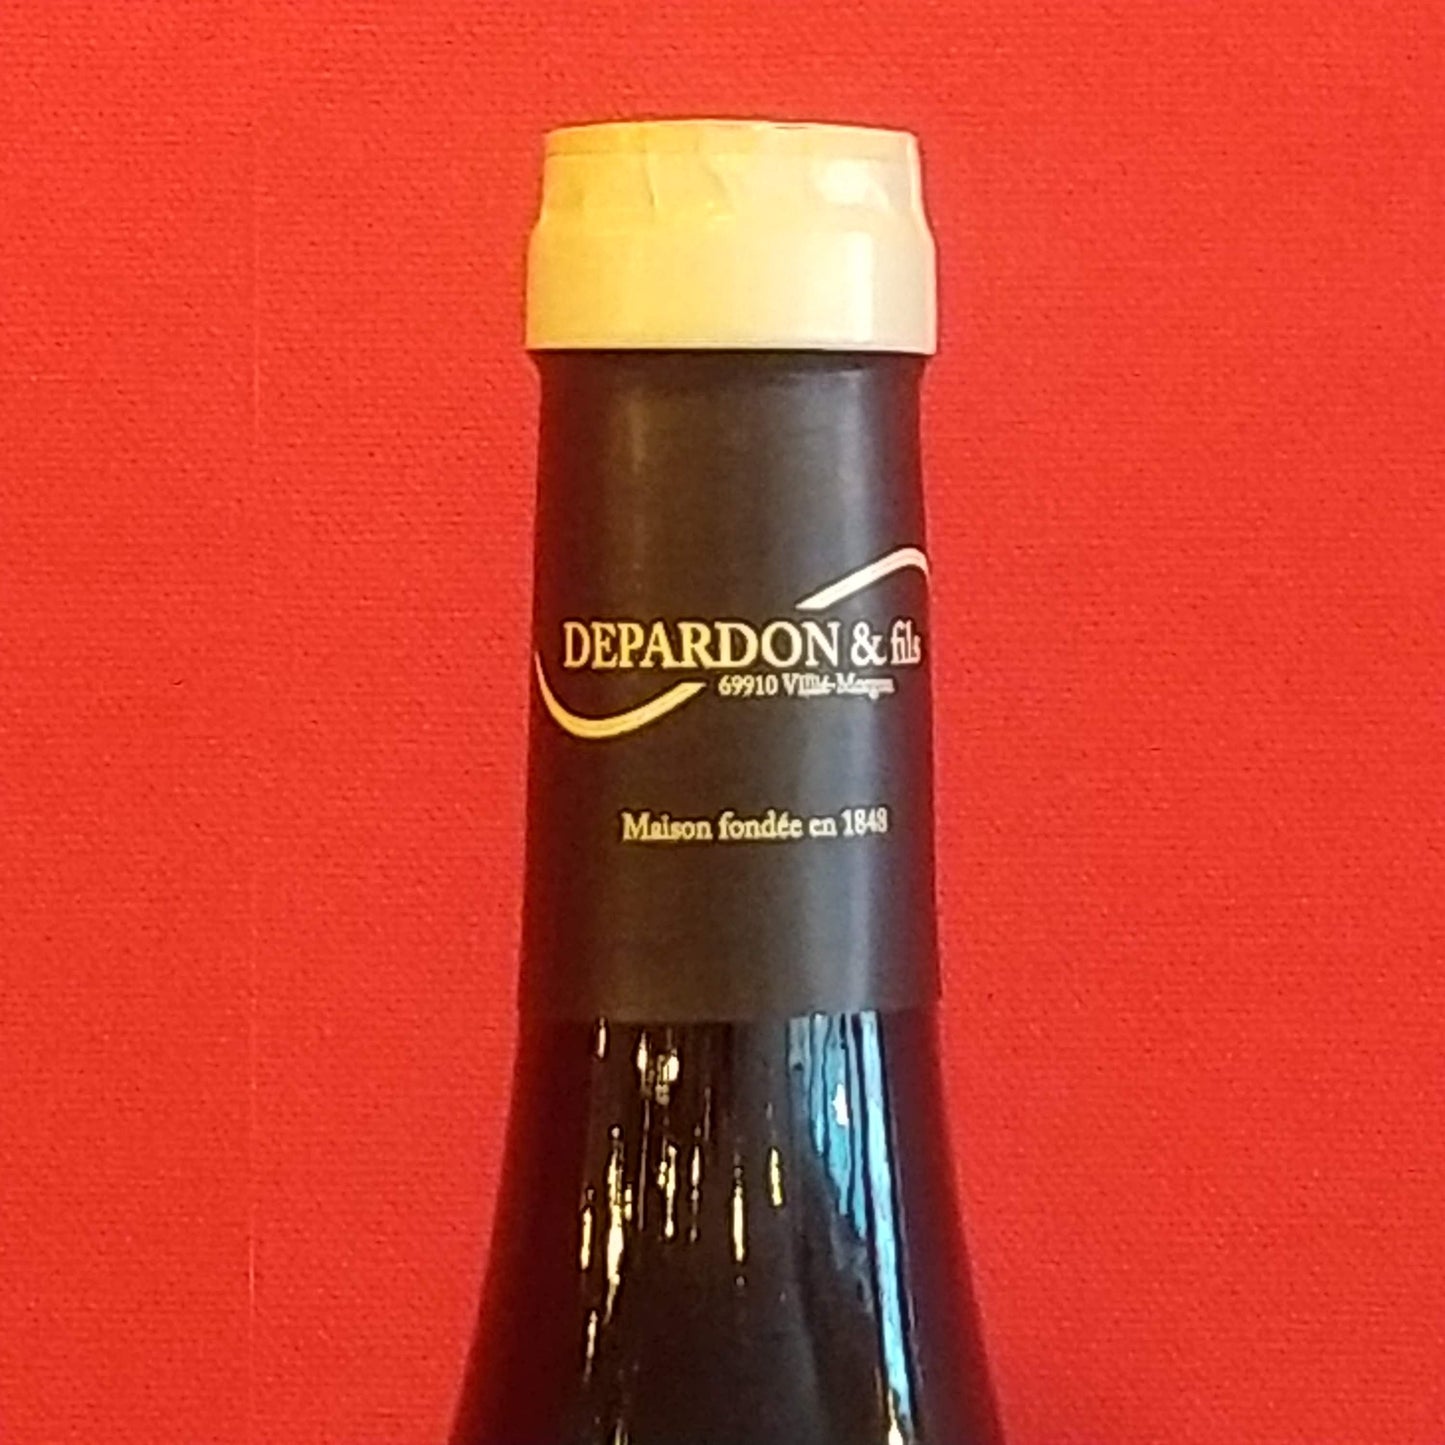 DEPARDON & fils
69910 Villié-Morgon
Maison fondée en 1848